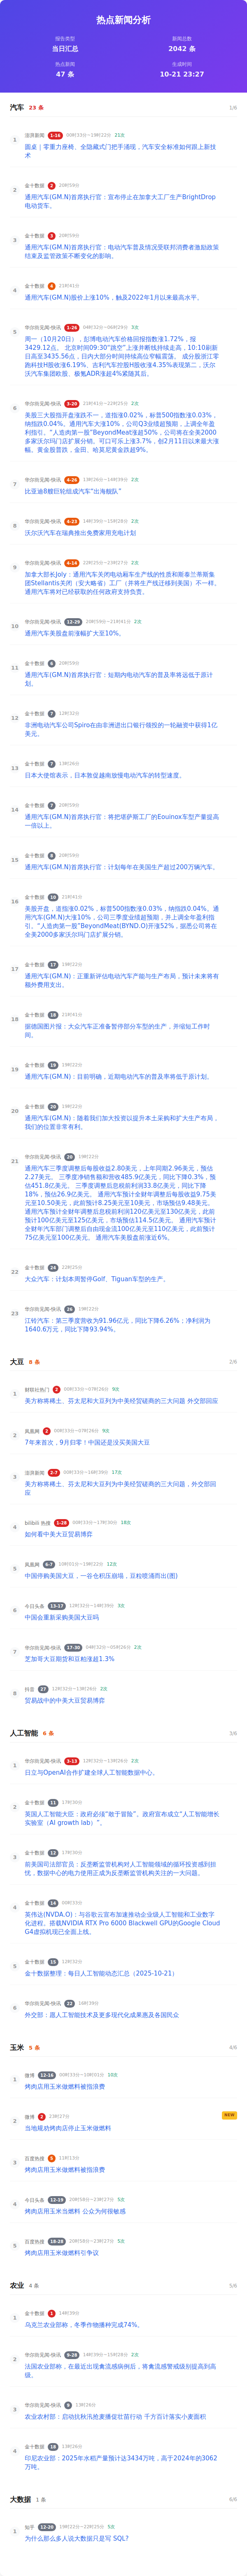 热点新闻分析
报告类型
当日汇总
新闻总数
2042 条
热点新闻
47 条
生成时间
10-21 23:27
汽车 23 条 1/6
1
澎湃新闻 1-16 00时33分~19时22分 21次
圆桌｜零重力座椅、全隐藏式门把手涌现，汽车安全标准如何跟上新技
术
2
金十数据 2 20时59分
通用汽车(GM.N)首席执行官：宣布停止在加拿大工厂生产BrightDrop
电动货车。
3
金十数据 3 20时59分
通用汽车(GM.N)首席执行官：电动汽车普及情况受联邦消费者激励政策
结束及监管政策不断变化的影响。
4
金十数据 4 21时41分
通用汽车(GM.N)股价上涨10%，触及2022年1月以来最高水平。
5
华尔街见闻-快讯 1-26 04时32分~06时29分 3次
周一（10月20日），彭博电动汽车价格回报指数涨1.72%，报
3429.12点。 北京时间09:30“跳空”上涨并断线持续走高，10:10刷新
日高至3435.56点，日内大部分时间持续高位窄幅震荡。 成分股浙江零
跑科技H股收涨6.19%、吉利汽车控股H股收涨4.35%表现第二，沃尔
沃汽车集团欧股、极氪ADR涨超4%紧随其后。
6
华尔街见闻-快讯 3-20 21时41分~22时25分 2次
美股三大股指开盘涨跌不一，道指涨0.02%，标普500指数涨0.03%，
纳指跌0.04%。通用汽车大涨10%，公司Q3业绩超预期，上调全年盈
利指引。“人造肉第一股”BeyondMeat涨超50%，公司将在全美2000
多家沃尔玛门店扩展分销。可口可乐上涨3.7%，创2月11日以来最大涨
幅。黄金股普跌，金田、哈莫尼黄金跌超9%。
7
华尔街见闻-快讯 4-26 13时26分~14时39分 2次
比亚迪8艘巨轮组成汽车“出海舰队”
8
华尔街见闻-快讯 4-23 14时39分~15时28分 2次
沃尔沃汽车在瑞典推出免费家用充电计划
9
华尔街见闻-快讯 4-14 22时25分~23时27分 2次
加拿大部长Joly：通用汽车关闭电动厢车生产线的性质和斯泰兰蒂斯集
团Stellantis关闭（安大略省）工厂（并将生产线迁移到美国）不一样。
通用汽车将对已经获取的任何政府支持负责。
10
华尔街见闻-快讯 12-29 20时59分~21时41分 2次
通用汽车美股盘前涨幅扩大至10%。
11
金十数据 6 20时59分
通用汽车(GM.N)首席执行官：短期内电动汽车的普及率将远低于原计
划。
12
金十数据 7 12时32分
非洲电动汽车公司Spiro在由非洲进出口银行领投的一轮融资中获得1亿
美元。
13
金十数据 7 13时26分
日本大使馆表示，日本敦促越南放慢电动汽车的转型速度。
14
金十数据 7 20时59分
通用汽车(GM.N)首席执行官：将把堪萨斯工厂的Eouinox车型产量提高
一倍以上。
15
金十数据 8 20时59分
通用汽车(GM.N)首席执行官：计划每年在美国生产超过200万辆汽车。
16
金十数据 16 21时41分
美股开盘，道指涨0.02%，标普500指数涨0.03%，纳指跌0.04%。通
用汽车(GM.N)大涨10%，公司三季度业绩超预期，并上调全年盈利指
引。“人造肉第一股”BeyondMeat(BYND.O)开涨52%，据悉公司将在
全美2000多家沃尔玛门店扩展分销。
17
金十数据 17 19时22分
通用汽车(GM.N)：正重新评估电动汽车产能与生产布局，预计未来将有
额外费用支出。
18
金十数据 18 21时41分
据德国图片报：大众汽车正准备暂停部分车型的生产，并缩短工作时
间。
19
金十数据 19 19时22分
通用汽车(GM.N)：目前明确，近期电动汽车的普及率将低于原计划。
20
金十数据 20 19时22分
通用汽车(GM.N)：随着我们加大投资以提升本土采购和扩大生产布局，
我们的位置非常有利。
21
华尔街见闻-快讯 20 19时22分
通用汽车三季度调整后每股收益2.80美元，上年同期2.96美元，预估
2.27美元。 三季度净销售额和营收485.9亿美元，同比下降0.3%，预
估451.8亿美元。 三季度调整后息税前利润33.8亿美元，同比下降
18%，预估26.9亿美元。 通用汽车预计全财年调整后每股收益9.75美
元至10.50美元，此前预计8.25美元至10美元，市场预估9.48美元。
通用汽车预计全财年调整后息税前利润120亿美元至130亿美元，此前
预计100亿美元至125亿美元，市场预估114.5亿美元。 通用汽车预计
全财年汽车部门调整后自由现金流100亿美元至110亿美元，此前预计
75亿美元至100亿美元。 通用汽车美股盘前涨近6%。
22
金十数据 24 22时25分
大众汽车：计划本周暂停Golf、Tiguan车型的生产。
23
华尔街见闻-快讯 26 19时22分
江铃汽车：第三季度营收为91.96亿元，同比下降6.26%；净利润为
1640.6万元，同比下降93.94%。
大豆 8 条 2/6
1
财联社热门 2 00时33分~07时26分 9次
美方称将稀土、芬太尼和大豆列为中美经贸磋商的三大问题 外交部回应
2
凤凰网 2 00时33分~07时26分 9次
7年来首次，9月归零！中国还是没买美国大豆
3
澎湃新闻 2-7 00时33分~16时39分 17次
美方称将稀土、芬太尼和大豆列为中美经贸磋商的三大问题，外交部回
应
4
bilibili 热搜 1-28 00时33分~17时30分 18次
如何看中美大豆贸易博弈
5
凤凰网 6-7 10时01分~19时22分 12次
中国停购美国大豆，一谷仓积压崩塌，豆粒喷涌而出(图)
6
今日头条 13-17 12时32分~14时39分 3次
中国会重新采购美国大豆吗
7
华尔街见闻-快讯 17-30 04时32分~05时26分 2次
芝加哥大豆期货和豆粕涨超1.3%
8
抖音 27 12时32分~13时26分 2次
贸易战中的中美大豆贸易博弈
人工智能 6 条 3/6
1
华尔街见闻-快讯 3-13 12时32分~13时26分 2次
日立与OpenAI合作扩建全球人工智能数据中心。
2
金十数据 11 17时30分
英国人工智能大臣：政府必须“敢于冒险”，政府宣布成立“人工智能增长
实验室（AI growth lab）”。
3
金十数据 12 17时30分
前美国司法部官员：反垄断监管机构对人工智能领域的循环投资感到担
忧，数据中心的电力使用正成为反垄断监管机构关注的一大问题。
4
金十数据 14 00时33分
英伟达(NVDA.O)：与谷歌云宣布加速推动企业级人工智能和工业数字
化进程。搭载NVIDIA RTX Pro 6000 Blackwell GPU的Google Cloud
G4虚拟机现已全面上线。
5
金十数据 15 12时32分
金十数据整理：每日人工智能动态汇总（2025-10-21）
6
华尔街见闻-快讯 22 16时39分
外交部：愿人工智能技术及更多现代化成果惠及各国民众
玉米 5 条 4/6
1
微博 12-16 00时33分~10时01分 10次
烤肉店用玉米做燃料被指浪费
2
微博 2 23时27分
NEW
当地规劝烤肉店停止玉米做燃料
3
百度热搜 5 11时13分
烤肉店用玉米做燃料被指浪费
4
今日头条 12-19 20时59分~23时27分 5次
烤肉店用玉米当燃料 公众为何很敏感
5
百度热搜 16-28 20时59分~23时27分 5次
烤肉店用玉米做燃料引争议
农业 4 条 5/6
1
金十数据 1 14时39分
乌克兰农业部称，冬季作物播种完成74%。
2
华尔街见闻-快讯 9-28 14时39分~15时28分 2次
法国农业部称，在最近出现禽流感病例后，将禽流感警戒级别提高到高
级。
3
华尔街见闻-快讯 9 13时26分
农业农村部：启动抗秋汛抢麦播促壮苗行动 千方百计落实小麦面积
4
金十数据 18 13时26分
印尼农业部：2025年水稻产量预计达3434万吨，高于2024年的3062
万吨。
大数据 1 条 6/6
1
知乎 12-20 19时22分~22时25分 5次
为什么那么多人说大数据只是写 SQL?